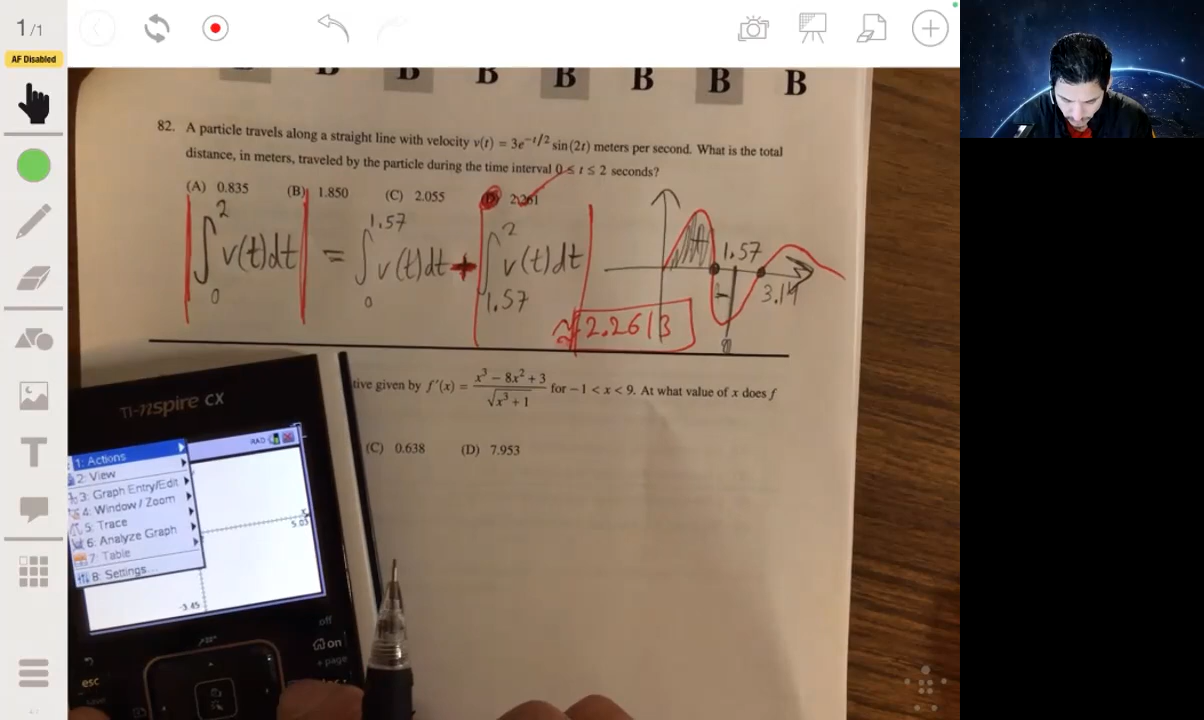 1/1
AF Disabled
B B B B B B B B
82. A particle travels along a straight line with velocity v(t) = 3e^{-t/2} sin(2t) meters per second. What is the total
distance, in meters, traveled by the particle during the time interval 0 ≤ t ≤ 2 seconds?
(A) 0.835 (B) 1.850 (C) 2.055 (D) 2.261
|∫_0^2 v(t)dt| = ∫_0^{1.57} v(t)dt + |∫_{1.57}^2 v(t)dt|
1.57
3.14
≈ 2.2613
tive given by f′(x) = (x³ − 8x² + 3)/√(x³ + 1) for −1 < x < 9. At what value of x does f
(C) 0.638 (D) 7.953
TI-nspire CX
RAD
1: Actions
2: View
3: Graph Entry/Edit
4: Window / Zoom
5: Trace
6: Analyze Graph
7: Table
8: Settings...
5.03
-3.45
off
on
+ page
esc
T